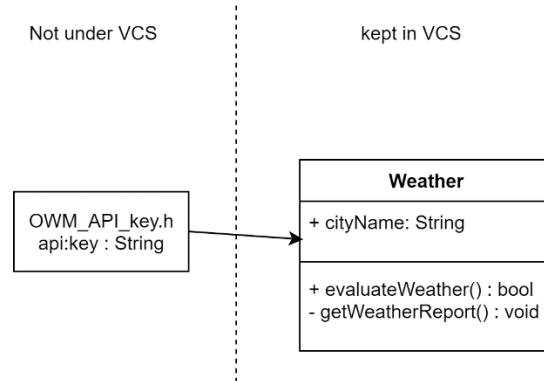 Not under VCS
kept in VCS
OWM_API_key.h
api:key : String
Weather
+ cityName: String
+ evaluateWeather() : bool
- getWeatherReport() : void